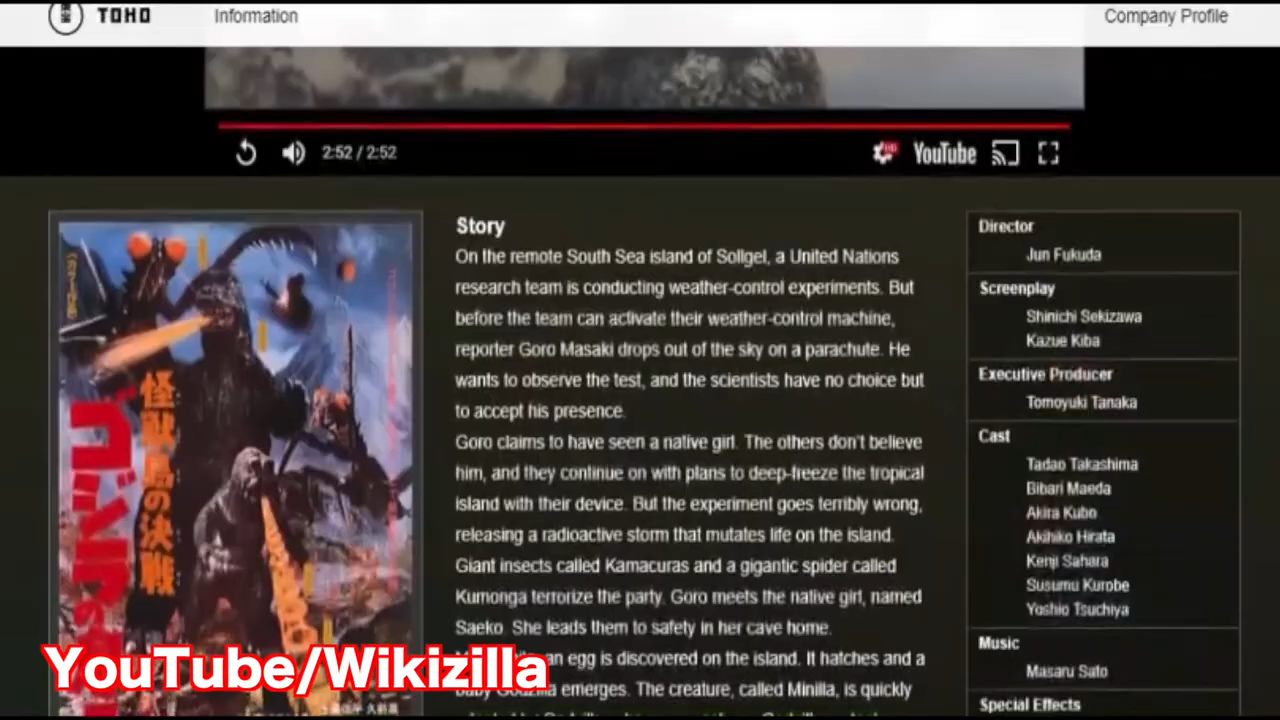 TOHO Information Company Profile
2:52 / 2:52 HD YouTube
怪獣島の決戦
ゴジラの
Story
On the remote South Sea island of Sollgel, a United Nations
research team is conducting weather-control experiments. But
before the team can activate their weather-control machine,
reporter Goro Masaki drops out of the sky on a parachute. He
wants to observe the test, and the scientists have no choice but
to accept his presence.
Goro claims to have seen a native girl. The others don't believe
him, and they continue on with plans to deep-freeze the tropical
island with their device. But the experiment goes terribly wrong,
releasing a radioactive storm that mutates life on the island.
Giant insects called Kamacuras and a gigantic spider called
Kumonga terrorize the party. Goro meets the native girl, named
Saeko. She leads them to safety in her cave home.
an egg is discovered on the island. It hatches and a
baby Godzilla emerges. The creature, called Minilla, is quickly
Director
Jun Fukuda
Screenplay
Shinichi Sekizawa
Kazue Kiba
Executive Producer
Tomoyuki Tanaka
Cast
Tadao Takashima
Bibari Maeda
Akira Kubo
Akihiko Hirata
Kenji Sahara
Susumu Kurobe
Yoshio Tsuchiya
Music
Masaru Sato
Special Effects
YouTube/Wikizilla